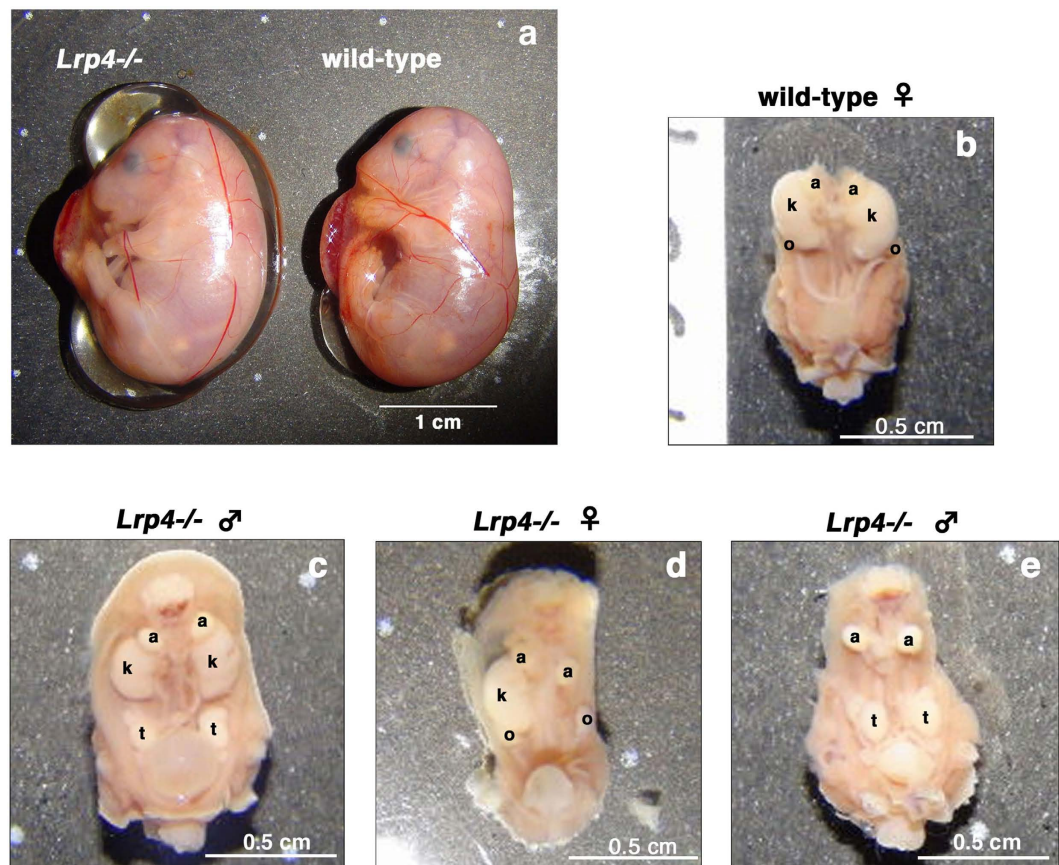 a
Lrp4-/- wild-type
1 cm
wild-type ♀
b
a a
k k
o o
0.5 cm
Lrp4-/- ♂
c
a a
k k
t t
0.5 cm
Lrp4-/- ♀
d
a a
k
o o
0.5 cm
Lrp4-/- ♂
e
a a
t t
0.5 cm